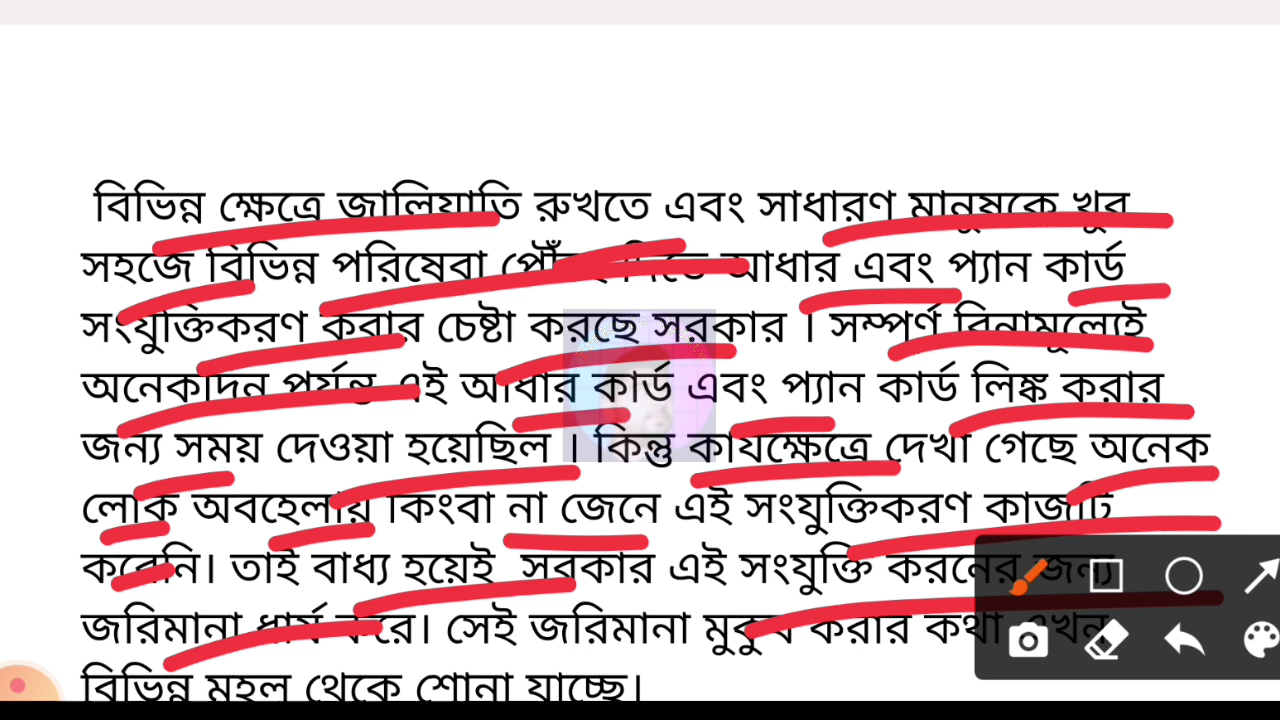 বিভিন্ন ক্ষেত্রে জালিয়াতি রুখতে এবং সাধারণ মানুষকে খুব
সহজে বিভিন্ন পরিষেবা পৌঁছে দিতে আধার এবং প্যান কার্ড
সংযুক্তিকরণ করার চেষ্টা করছে সরকার । সম্পূর্ণ বিনামূল্যেই
অনেকদিন পর্যন্ত এই আধার কার্ড এবং প্যান কার্ড লিঙ্ক করার
জন্য সময় দেওয়া হয়েছিল । কিন্তু কার্যক্ষেত্রে দেখা গেছে অনেক
লোক অবহেলায় কিংবা না জেনে এই সংযুক্তিকরণ কাজটি
করেনি। তাই বাধ্য হয়েই সরকার এই সংযুক্তি করনের জন্য
জরিমানা ধার্য করে। সেই জরিমানা মুকুব করার কথা এখন
বিভিন্ন মহল থেকে শোনা যাচ্ছে।